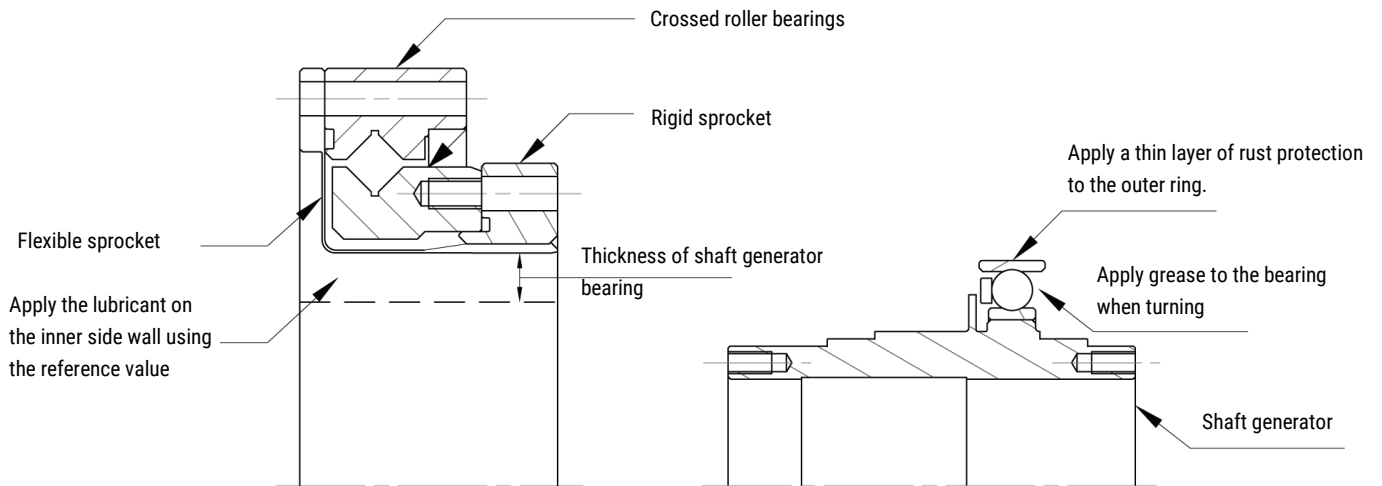 Crossed roller bearings
Rigid sprocket
Apply a thin layer of rust protection
to the outer ring.
Flexible sprocket
Thickness of shaft generator
bearing
Apply grease to the bearing
when turning
Apply the lubricant on
the inner side wall using
the reference value
Shaft generator